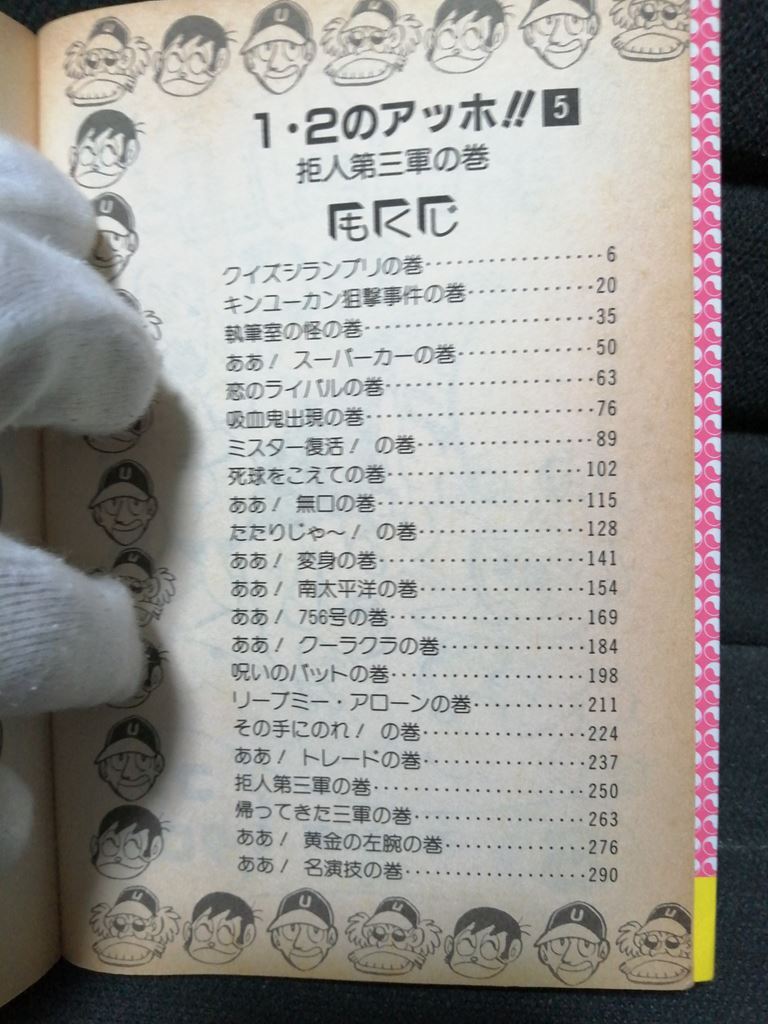 1・2のアッホ!! 5
拒人第三軍の巻
もくじ
クイズシランプリの巻……………………6
キンユーカン狙撃事件の巻……………20
執筆室の怪の巻……………………35
ああ! スーパーカーの巻……………50
恋のライバルの巻……………………63
吸血鬼出現の巻……………………76
ミスター復活! の巻……………………89
死球をこえての巻……………………102
ああ! 無口の巻……………………115
たたりじゃ〜! の巻……………………128
ああ! 変身の巻……………………141
ああ! 南太平洋の巻……………………154
ああ! 756号の巻……………………169
ああ! クーラクラの巻……………………184
呪いのバットの巻……………………198
リーブミー・アローンの巻……………211
その手にのれ! の巻……………………224
ああ! トレードの巻……………………237
拒人第三軍の巻……………………250
帰ってきた三軍の巻……………………263
ああ! 黄金の左腕の巻……………276
ああ! 名演技の巻……………………290